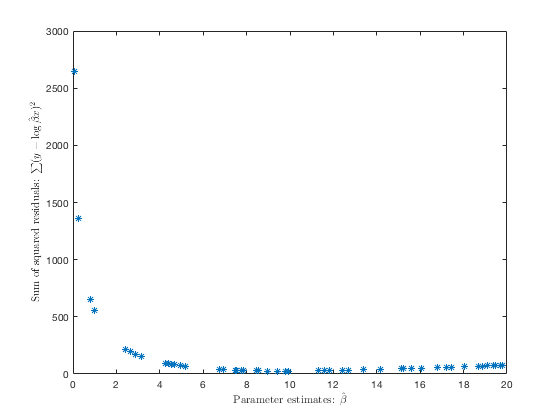 3000
2500
2000
1500
1000
500
0
0 2 4 6 8 10 12 14 16 18 20
Sum of squared residuals: ∑(y − log β̂x)²
Parameter estimates: β̂